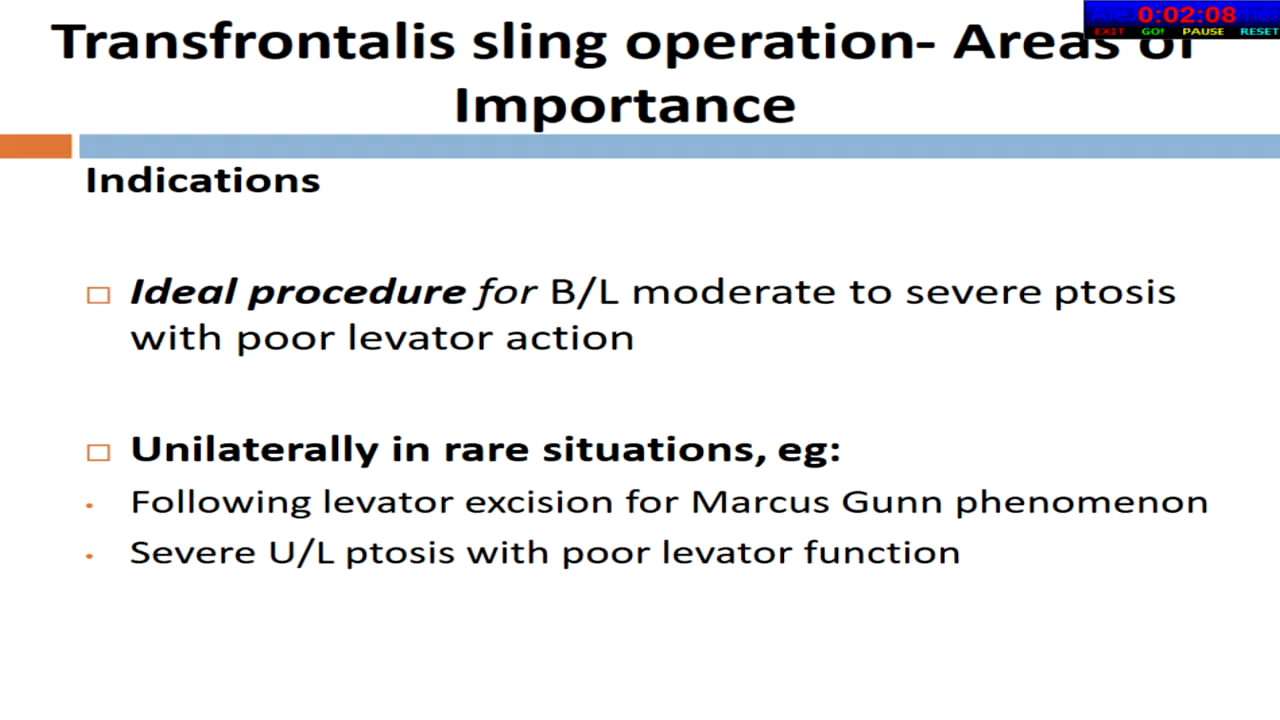 Transfrontalis sling operation- Areas of
Importance
0:02:08
EXIT GO! PAUSE RESET
Indications
Ideal procedure for B/L moderate to severe ptosis
with poor levator action
Unilaterally in rare situations, eg:
Following levator excision for Marcus Gunn phenomenon
Severe U/L ptosis with poor levator function